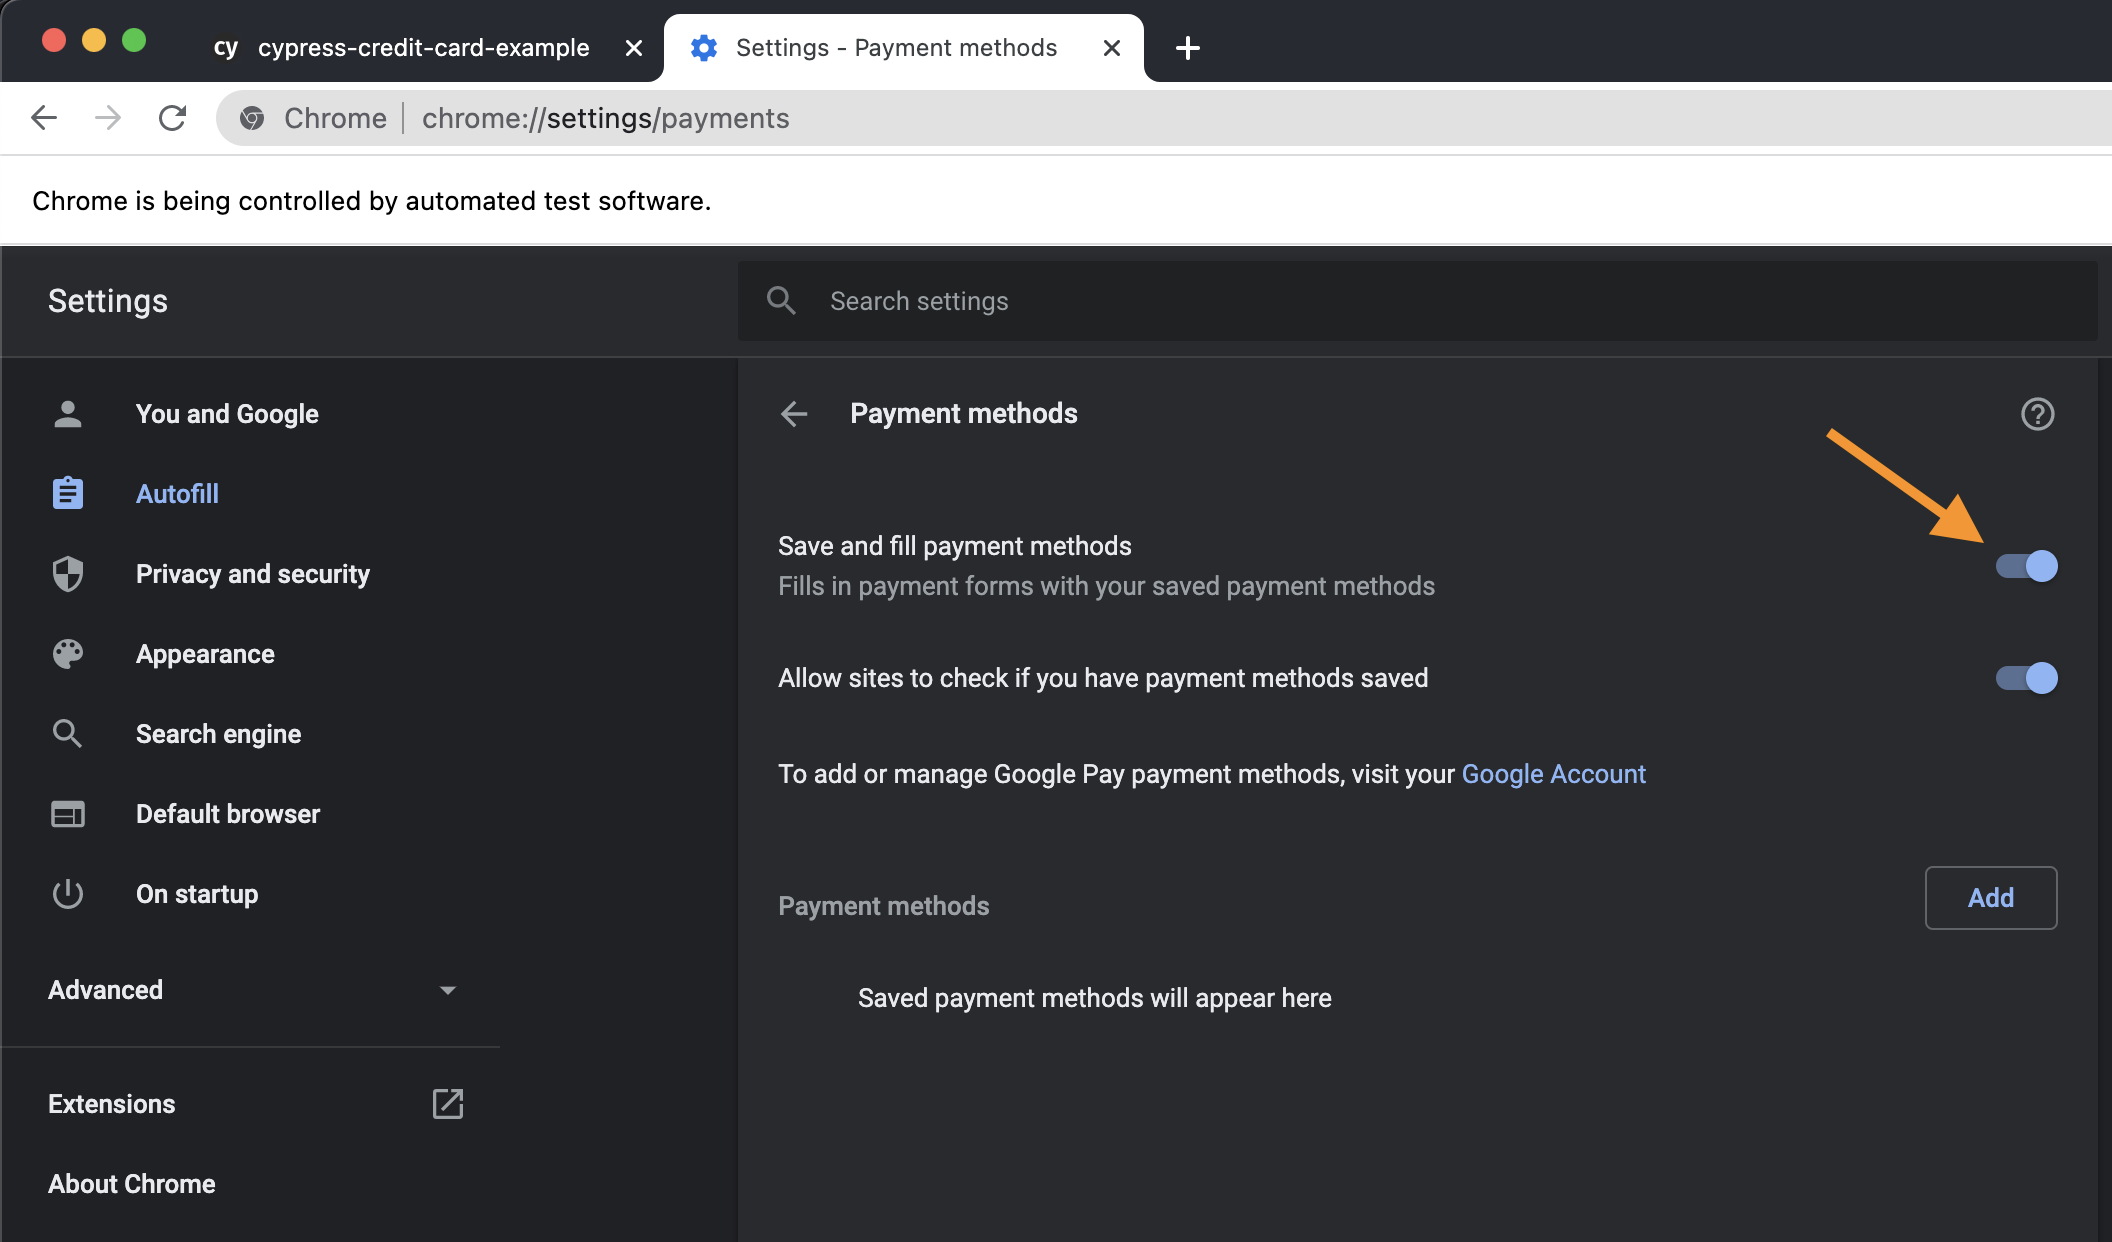 cy cypress-credit-card-example
Settings - Payment methods
Chrome chrome://settings/payments
Chrome is being controlled by automated test software.
Settings
Search settings
You and Google
Autofill
Privacy and security
Appearance
Search engine
Default browser
On startup
Advanced
Extensions
About Chrome
Payment methods
Save and fill payment methods
Fills in payment forms with your saved payment methods
Allow sites to check if you have payment methods saved
To add or manage Google Pay payment methods, visit your Google Account
Payment methods
Add
Saved payment methods will appear here